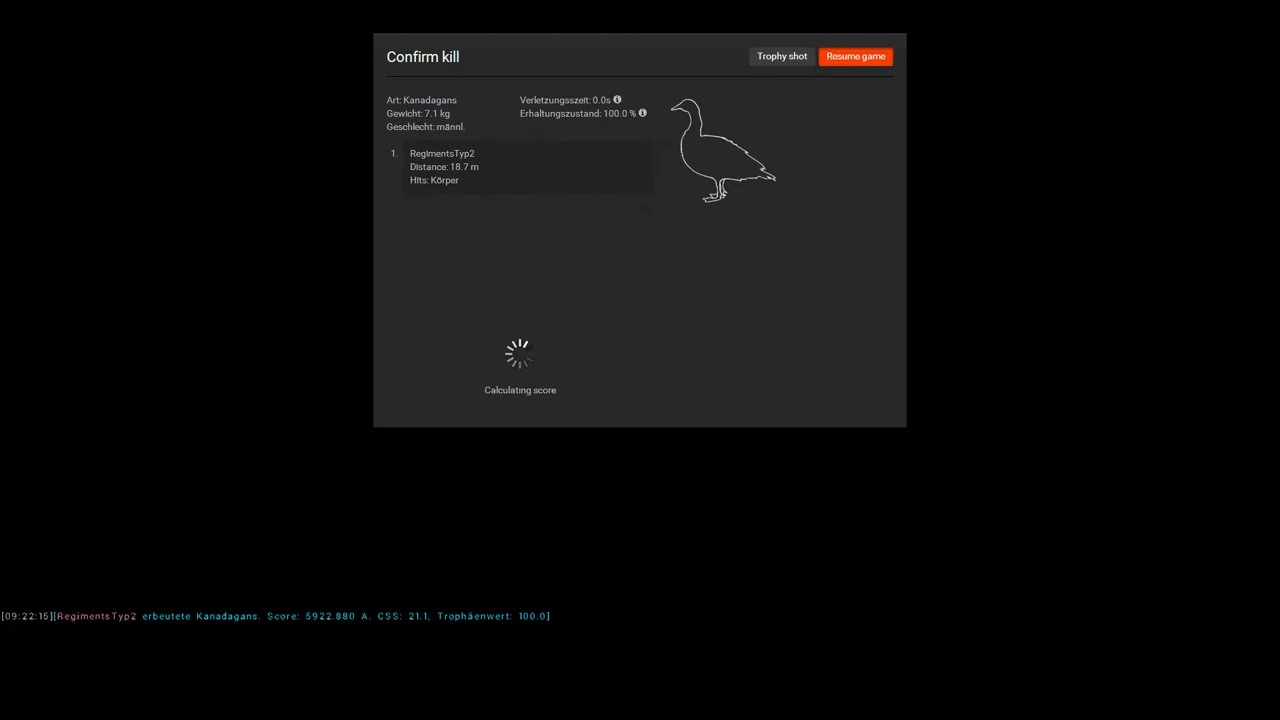 Confirm kill
Trophy shot
Resume game
Art: Kanadagans
Gewicht: 7.1 kg
Geschlecht: männl.
Verletzungsszeit: 0.0s
Erhaltungszustand: 100.0 %
1.
RegimentsTyp2
Distance: 18.7 m
Hits: Körper
Calculating score
[09:22:15][RegimentsTyp2 erbeutete Kanadagans. Score: 5922.880 A. CSS: 21.1, Trophäenwert: 100.0]